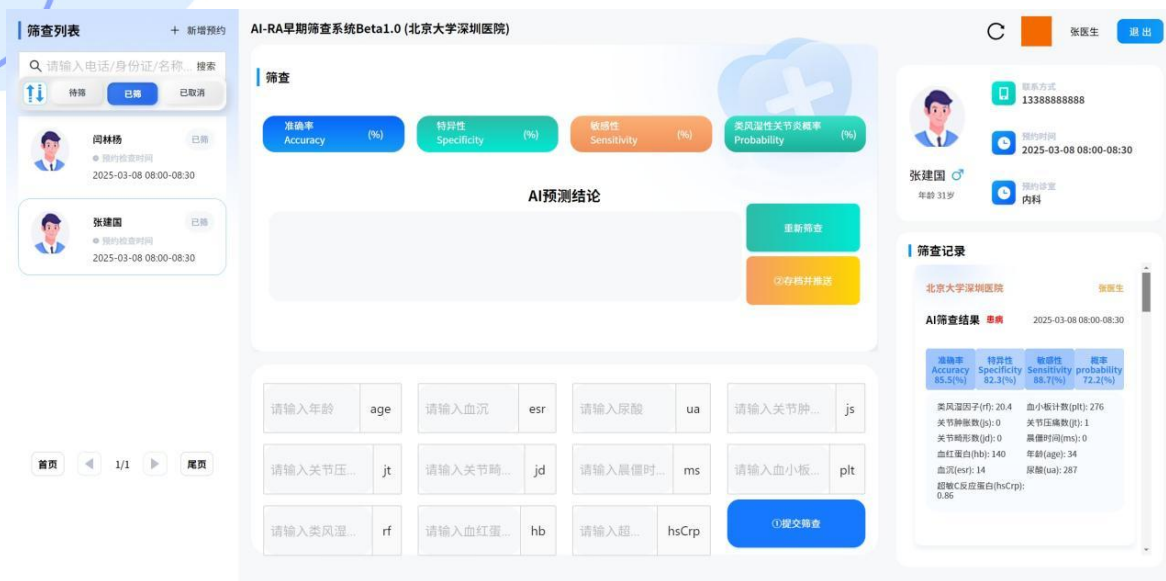 筛查列表
+ 新增预约
请输入电话/身份证/名称... 搜索
待筛 已筛 已取消
闫林杨 已筛
预约检查时间
2025-03-08 08:00-08:30
张建国 已筛
预约检查时间
2025-03-08 08:00-08:30
首页 1/1 尾页
AI-RA早期筛查系统Beta1.0 (北京大学深圳医院)
张医生 退出
筛查
准确率
Accuracy (%)
特异性
Specificity (%)
敏感性
Sensitivity (%)
类风湿性关节炎概率
Probability (%)
AI预测结论
重新筛查
②存档并推送
请输入年龄 age
请输入血沉 esr
请输入尿酸 ua
请输入关节肿... js
请输入关节压... jt
请输入关节畸... jd
请输入晨僵时... ms
请输入血小板... plt
请输入类风湿... rf
请输入血红蛋... hb
请输入超... hsCrp
①提交筛查
张建国
年龄 31岁
联系方式
13388888888
预约时间
2025-03-08 08:00-08:30
预约诊室
内科
筛查记录
北京大学深圳医院 张医生
AI筛查结果 患病 2025-03-08 08:00-08:30
准确率 特异性 敏感性 概率
Accuracy Specificity Sensitivity probability
85.5(%) 82.3(%) 88.7(%) 72.2(%)
类风湿因子(rf): 20.4 血小板计数(plt): 276
关节肿胀数(js): 0 关节压痛数(jt): 1
关节畸形数(jd): 0 晨僵时间(ms): 0
血红蛋白(hb): 140 年龄(age): 34
血沉(esr): 14 尿酸(ua): 287
超敏C反应蛋白(hsCrp):
0.86